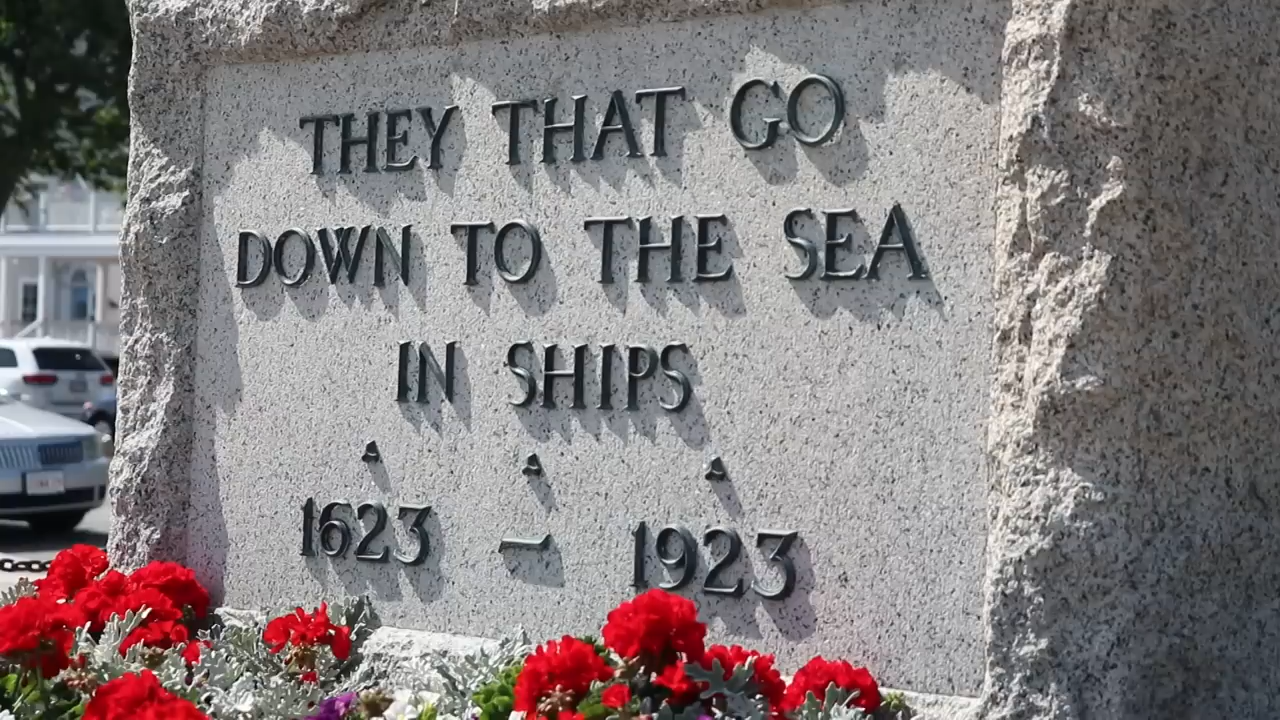 THEY THAT GO
DOWN TO THE SEA
IN SHIPS
1623 – 1923